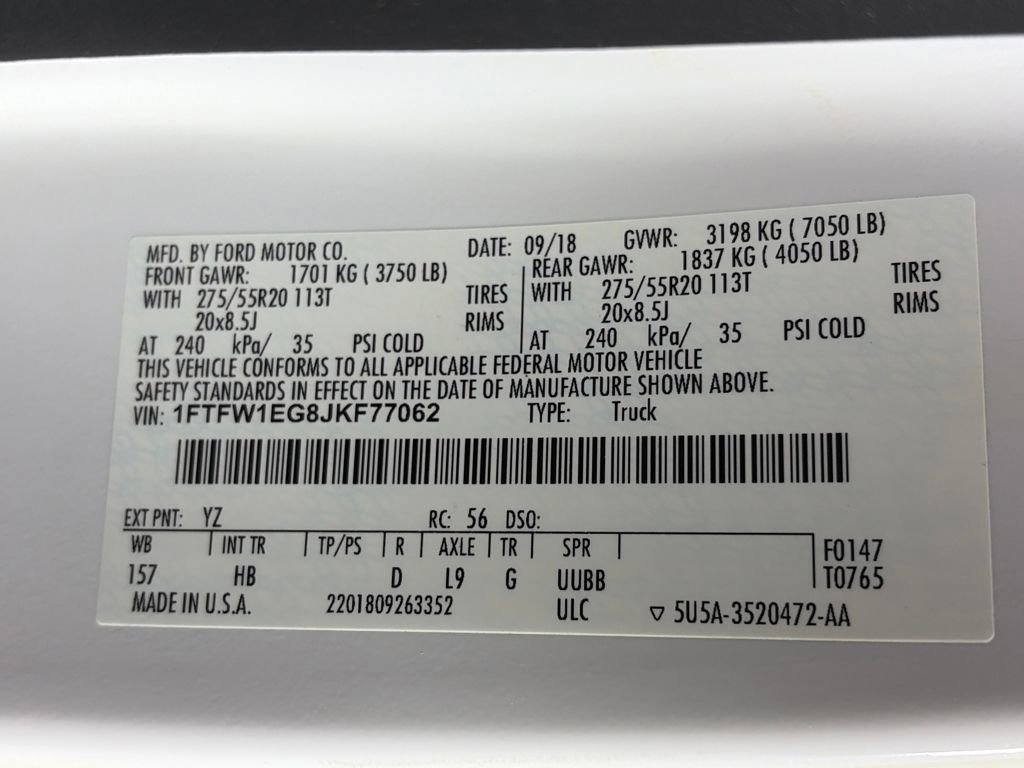 MFD. BY FORD MOTOR CO. DATE: 09/18 GVWR: 3198 KG ( 7050 LB)
FRONT GAWR: 1701 KG ( 3750 LB) REAR GAWR: 1837 KG ( 4050 LB)
WITH 275/55R20 113T TIRES WITH 275/55R20 113T TIRES
20x8.5J RIMS 20x8.5J RIMS
AT 240 kPa/ 35 PSI COLD AT 240 kPa/ 35 PSI COLD
THIS VEHICLE CONFORMS TO ALL APPLICABLE FEDERAL MOTOR VEHICLE
SAFETY STANDARDS IN EFFECT ON THE DATE OF MANUFACTURE SHOWN ABOVE.
VIN: 1FTFW1EG8JKF77062 TYPE: Truck
EXT PNT: YZ RC: 56 DSO:
WB INT TR TP/PS R AXLE TR SPR F0147
157 HB D L9 G UUBB T0765
MADE IN U.S.A. 2201809263352 ULC ▽ 5U5A-3520472-AA